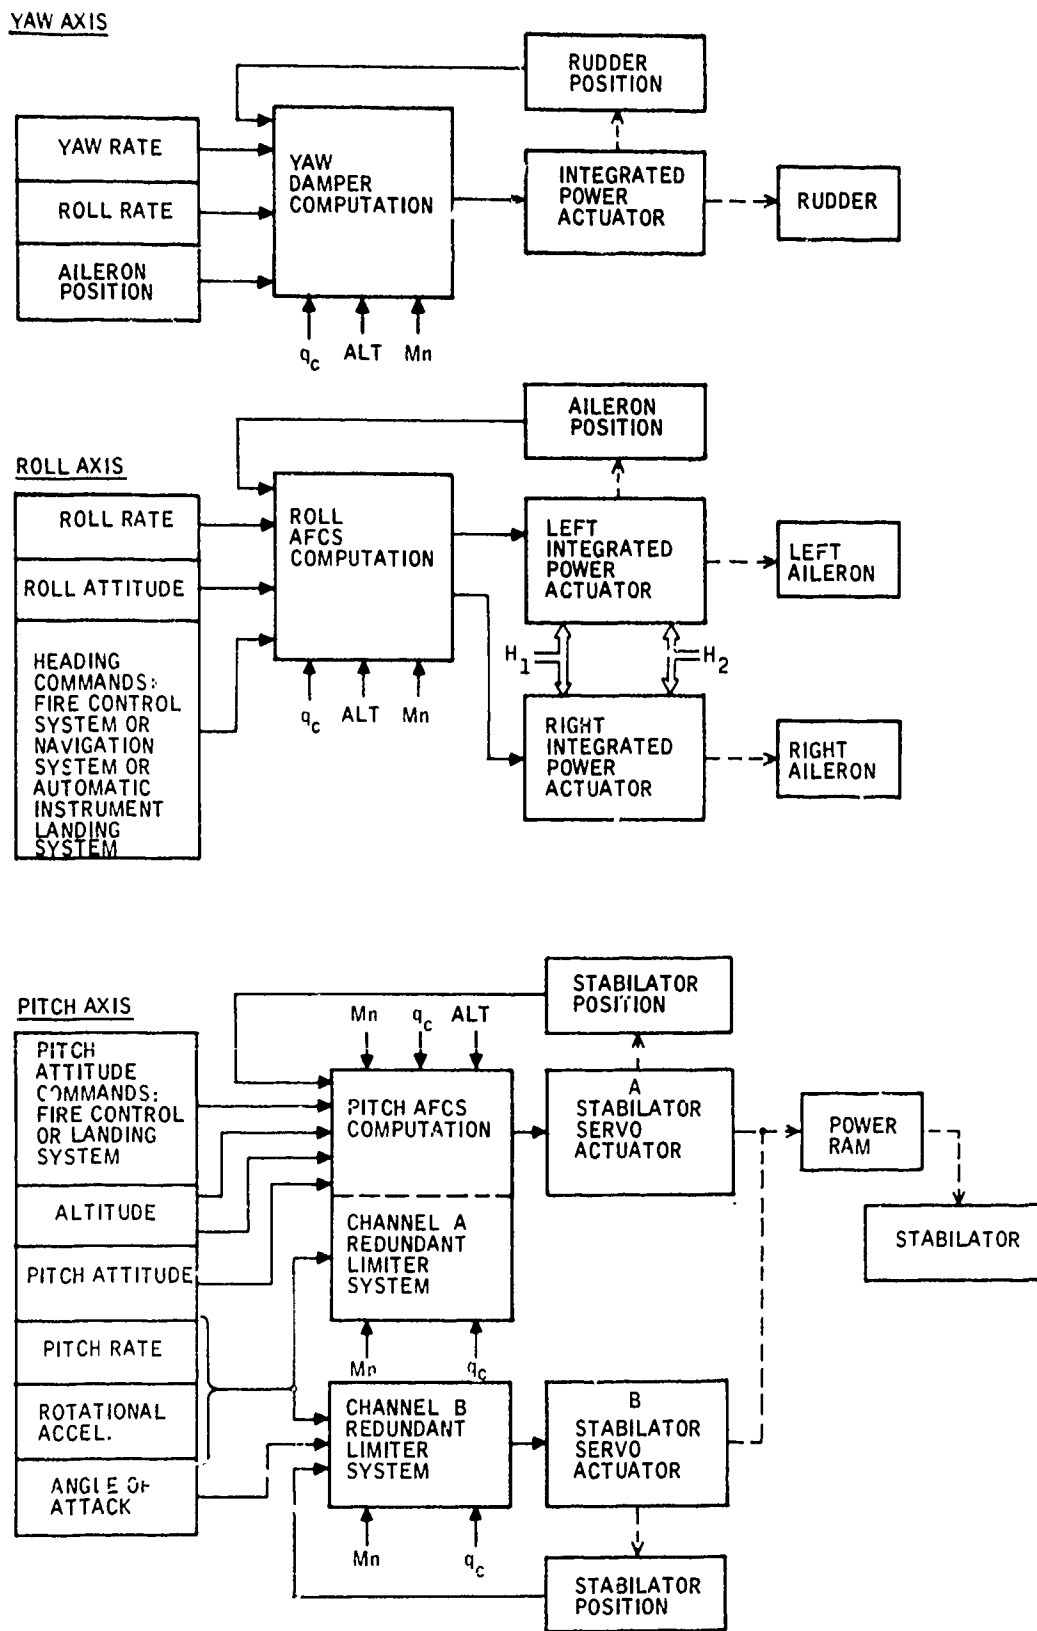 YAW AXIS
RUDDER
POSITION
YAW RATE
ROLL RATE
AILERON
POSITION
YAW
DAMPER
COMPUTATION
INTEGRATED
POWER
ACTUATOR
RUDDER
qc ALT Mn
ROLL AXIS
AILERON
POSITION
ROLL RATE
ROLL ATTITUDE
HEADING
COMMANDS:
FIRE CONTROL
SYSTEM OR
NAVIGATION
SYSTEM OR
AUTOMATIC
INSTRUMENT
LANDING
SYSTEM
ROLL
AFCS
COMPUTATION
qc ALT Mn
LEFT
INTEGRATED
POWER
ACTUATOR
LEFT
AILERON
H1 H2
RIGHT
INTEGRATED
POWER
ACTUATOR
RIGHT
AILERON
PITCH AXIS
STABILATOR
POSITION
Mn qc ALT
PITCH
ATTITUDE
COMMANDS:
FIRE CONTROL
OR LANDING
SYSTEM
ALTITUDE
PITCH ATTITUDE
PITCH RATE
ROTATIONAL
ACCEL.
ANGLE OF
ATTACK
PITCH AFCS
COMPUTATION
CHANNEL A
REDUNDANT
LIMITER
SYSTEM
Mn qc
A
STABILATOR
SERVO
ACTUATOR
POWER
RAM
STABILATOR
CHANNEL B
REDUNDANT
LIMITER
SYSTEM
Mn qc
B
STABILATOR
SERVO
ACTUATOR
STABILATOR
POSITION